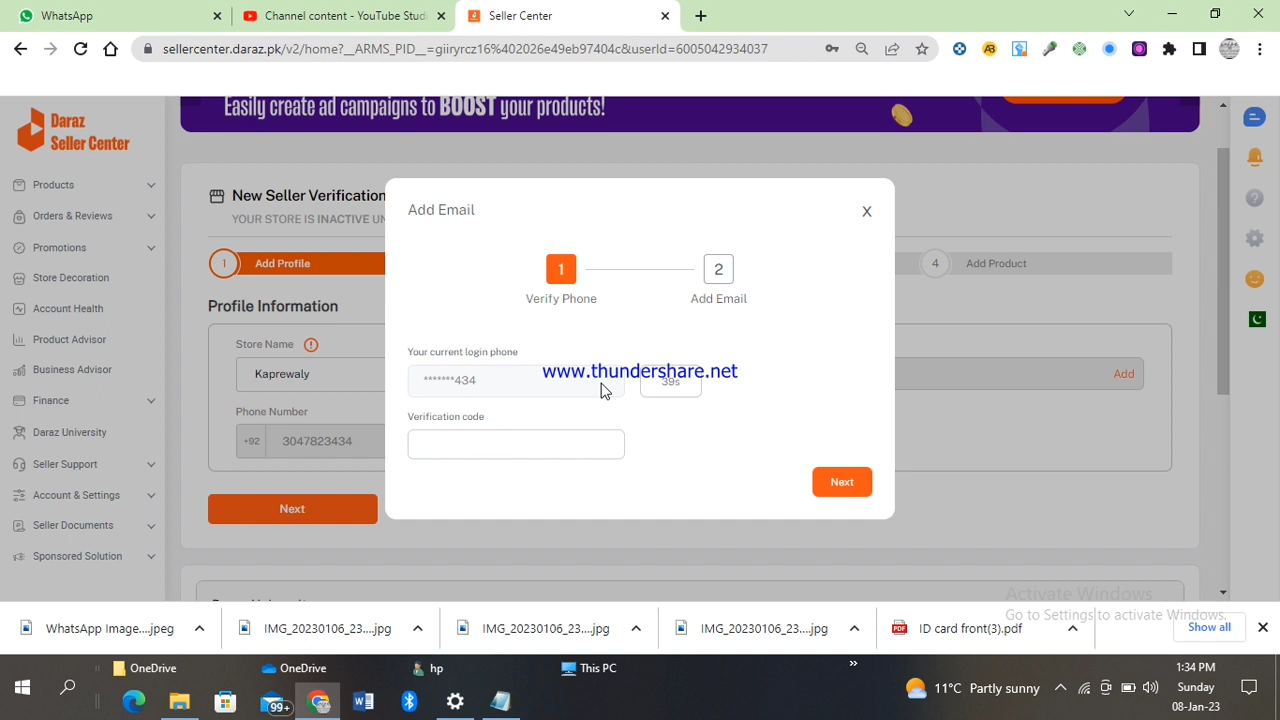 WhatsApp
Channel content - YouTube Studi
Seller Center
sellercenter.daraz.pk/v2/home?__ARMS_PID__=giiryrcz16%402026e49eb97404c&userId=6005042934037
Daraz
Seller Center
Easily create ad campaigns to BOOST your products!
Products
Orders & Reviews
Promotions
Store Decoration
Account Health
Product Advisor
Business Advisor
Finance
Daraz University
Seller Support
Account & Settings
Seller Documents
Sponsored Solution
New Seller Verification
YOUR STORE IS INACTIVE UN
1 Add Profile
4 Add Product
Profile Information
Store Name
Kaprewaly
Add
Phone Number
+92 3047823434
Next
Add Email
X
1 2
Verify Phone Add Email
Your current login phone
www.thundershare.net
*******434
39s
Verification code
Next
Activate Windows
Go to Settings to activate Windows.
WhatsApp Image....jpeg
IMG_20230106_23....jpg
IMG_20230106_23....jpg
IMG_20230106_23....jpg
PDF ID card front(3).pdf
Show all
OneDrive
OneDrive
hp
This PC
99+
11°C Partly sunny
1:34 PM
Sunday
08-Jan-23